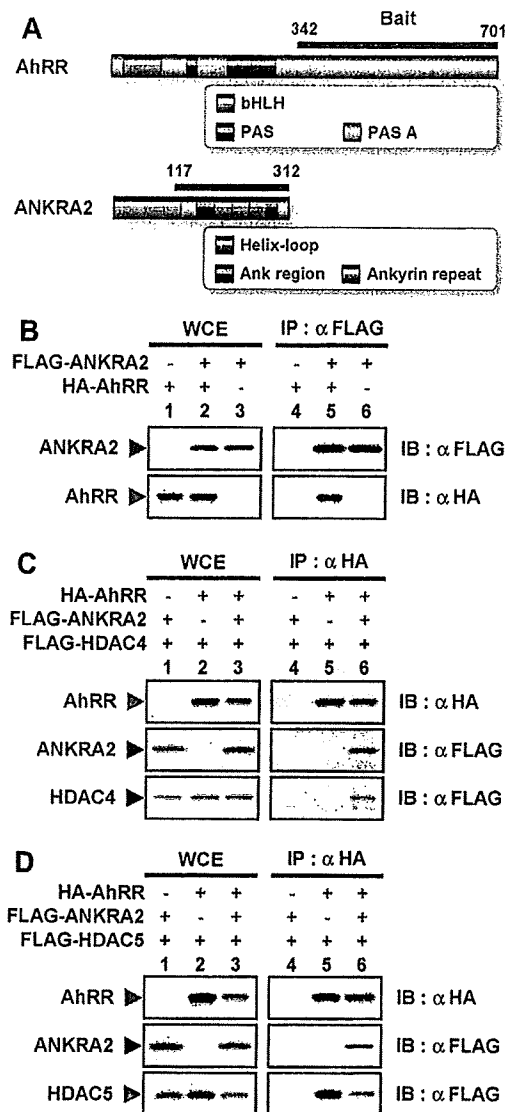 A
342 Bait 701
AhRR
bHLH
PAS PAS A
117 312
ANKRA2
Helix-loop
Ank region Ankyrin repeat
B
WCE IP : α FLAG
FLAG-ANKRA2 - + + - + +
HA-AhRR + + - + + -
1 2 3 4 5 6
ANKRA2 IB : α FLAG
AhRR IB : α HA
C
WCE IP : α HA
HA-AhRR - + + - + +
FLAG-ANKRA2 + - + + - +
FLAG-HDAC4 + + + + + +
1 2 3 4 5 6
AhRR IB : α HA
ANKRA2 IB : α FLAG
HDAC4 IB : α FLAG
D
WCE IP : α HA
HA-AhRR - + + - + +
FLAG-ANKRA2 + - + + - +
FLAG-HDAC5 + + + + + +
1 2 3 4 5 6
AhRR IB : α HA
ANKRA2 IB : α FLAG
HDAC5 IB : α FLAG